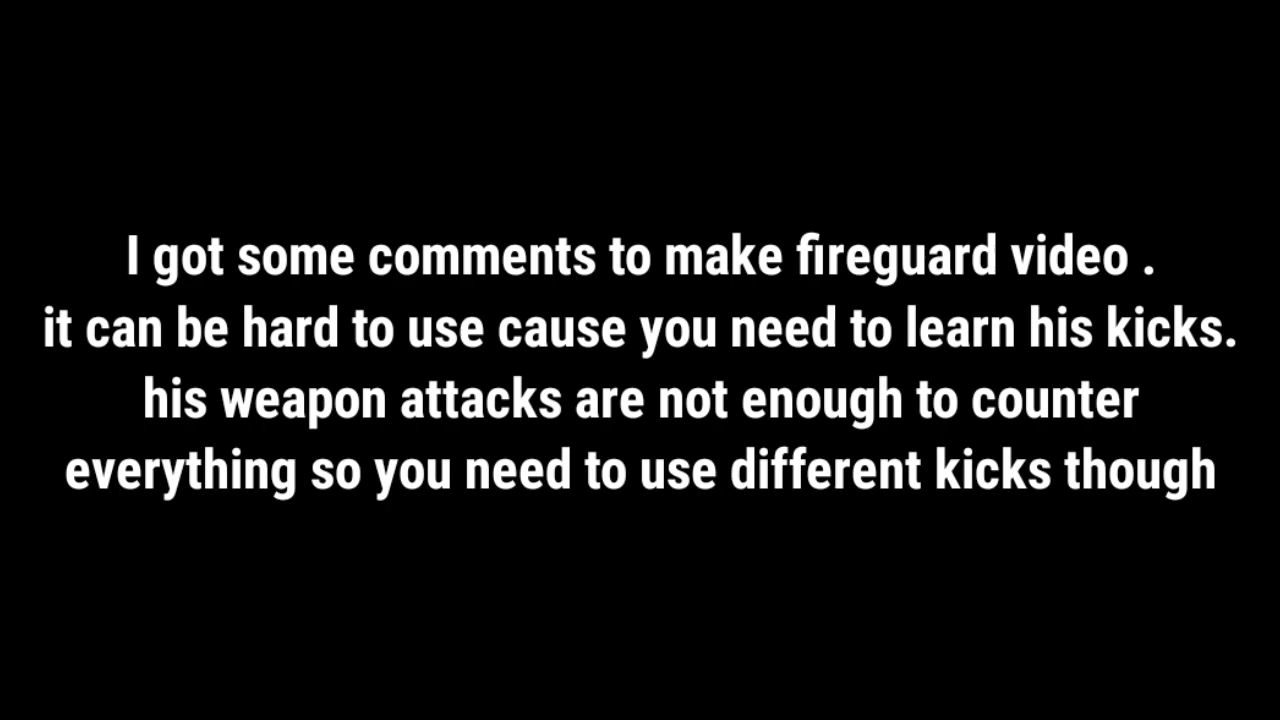 I got some comments to make fireguard video .
it can be hard to use cause you need to learn his kicks.
his weapon attacks are not enough to counter
everything so you need to use different kicks though